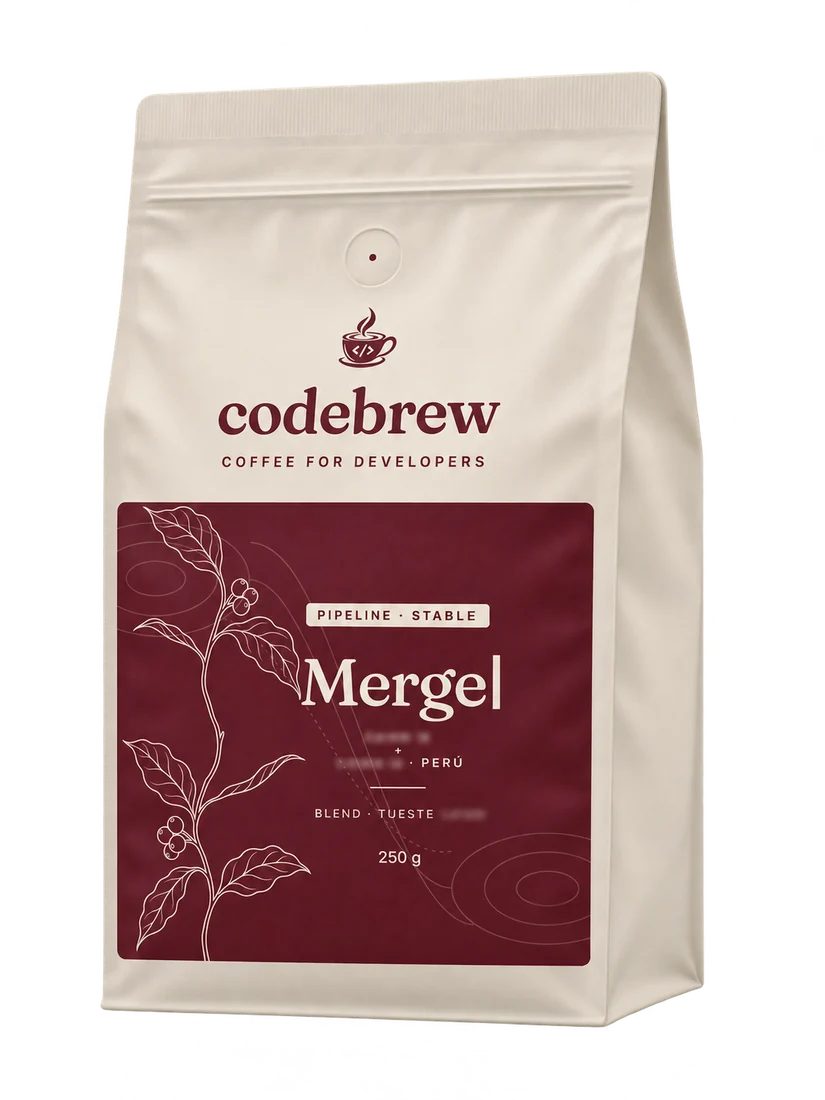 </>
codebrew
COFFEE FOR DEVELOPERS
PIPELINE · STABLE
Merge|
+
· PERÚ
BLEND · TUESTE
250 g